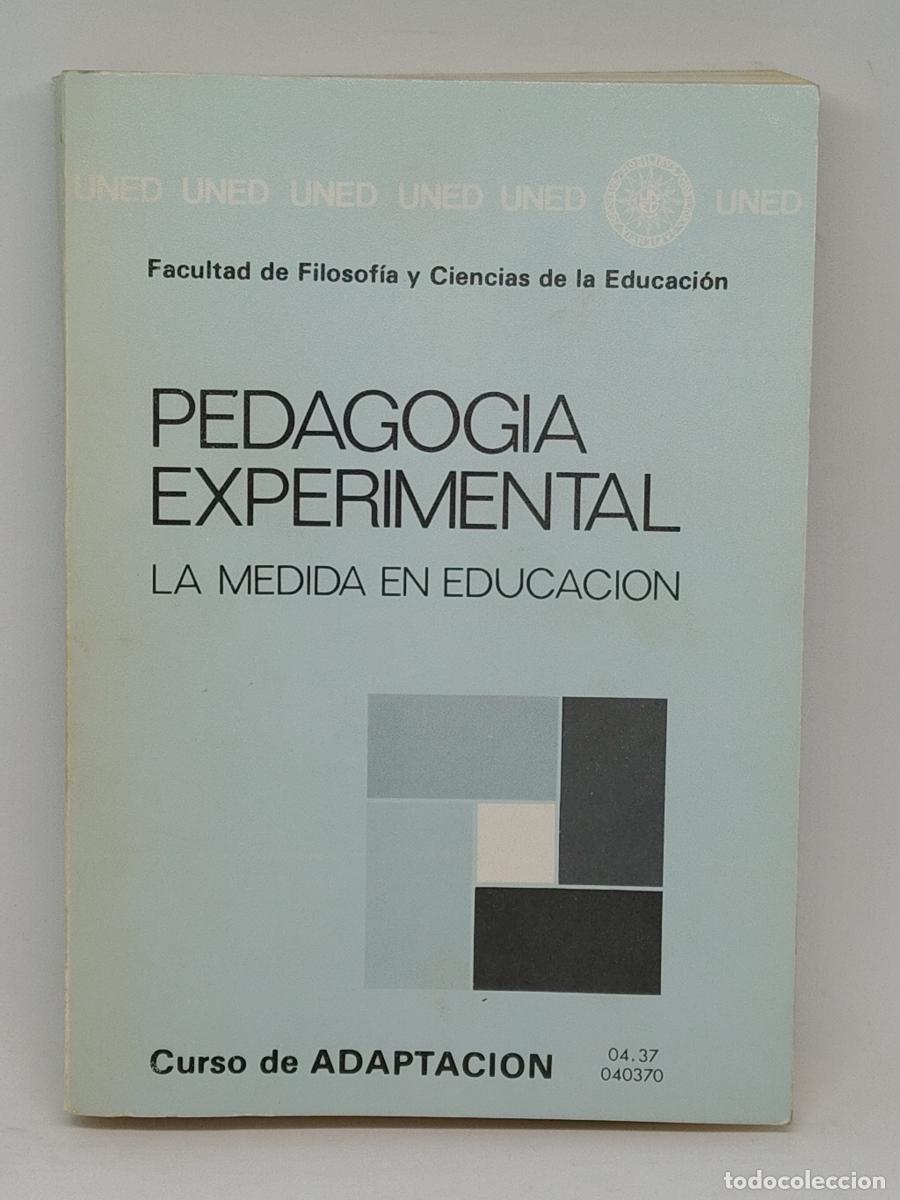 UNED UNED UNED UNED UNED UNED
Facultad de Filosofía y Ciencias de la Educación
PEDAGOGIA
EXPERIMENTAL
LA MEDIDA EN EDUCACION
Curso de ADAPTACION
04.37
040370
todocoleccion